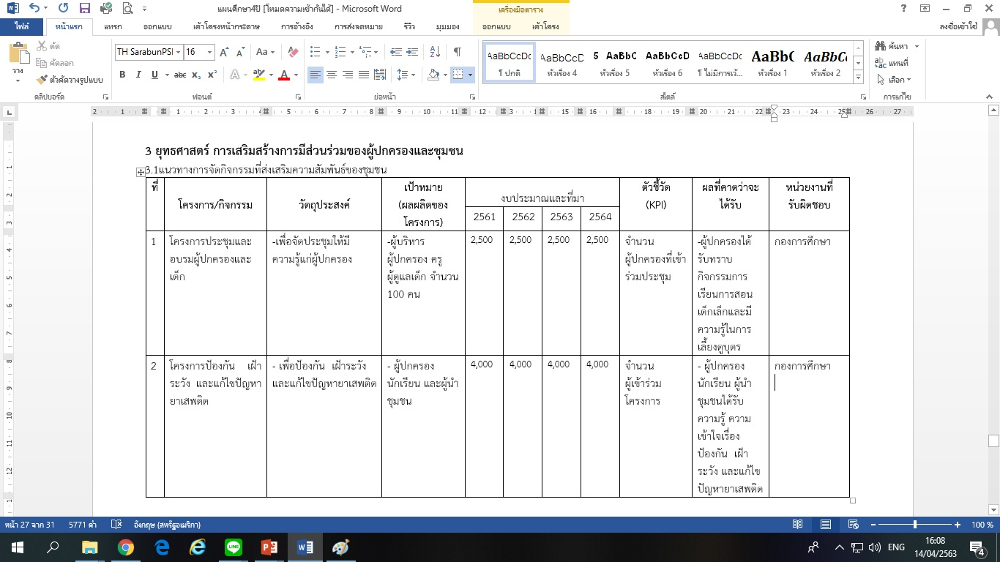 แผนศึกษา4ปี [โหมดความเข้ากันได้] - Microsoft Word
เครื่องมือตาราง
ไฟล์ หน้าแรก แทรก ออกแบบ เค้าโครงหน้ากระดาษ การอ้างอิง การส่งจดหมาย รีวิว มุมมอง ออกแบบ เค้าโครง ลงชื่อเข้าใช้
วาง
ตัด
คัดลอก
ตัวคัดวางรูปแบบ
คลิปบอร์ด
TH SarabunPSK 16
ฟอนต์
ย่อหน้า
AaBbCcDc AaBbCcD 5 AaBbC AaBbCcD AaBbCcDc AaBbC AaBbCc
¶ ปกติ หัวเรื่อง 4 หัวเรื่อง 5 หัวเรื่อง 6 ¶ ไม่มีการเว้... หัวเรื่อง 1 หัวเรื่อง 2
สไตล์
ค้นหา
แทนที่
เลือก
การแก้ไข
3 ยุทธศาสตร์ การเสริมสร้างการมีส่วนร่วมของผู้ปกครองและชุมชน
3.1แนวทางการจัดกิจกรรมที่ส่งเสริมความสัมพันธ์ของชุมชน
ที่
โครงการ/กิจกรรม
วัตถุประสงค์
เป้าหมาย
(ผลผลิตของ
โครงการ)
งบประมาณและที่มา
2561 2562 2563 2564
ตัวชี้วัด
(KPI)
ผลที่คาดว่าจะ
ได้รับ
หน่วยงานที่
รับผิดชอบ
1
โครงการประชุมและ
อบรมผู้ปกครองและ
เด็ก
-เพื่อจัดประชุมให้มี
ความรู้แก่ผู้ปกครอง
-ผู้บริหาร
ผู้ปกครอง ครู
ผู้ดูแลเด็ก จำนวน
100 คน
2,500 2,500 2,500 2,500
จำนวน
ผู้ปกครองที่เข้า
ร่วมประชุม
-ผู้ปกครองได้
รับทราบ
กิจกรรมการ
เรียนการสอน
เด็กเล็กและมี
ความรู้ในการ
เลี้ยงดูบุตร
กองการศึกษา
2
โครงการป้องกัน เฝ้า
ระวัง และแก้ไขปัญหา
ยาเสพติด
- เพื่อป้องกัน เฝ้าระวัง
และแก้ไขปัญหายาเสพติด
- ผู้ปกครอง
นักเรียน และผู้นำ
ชุมชน
4,000 4,000 4,000 4,000
จำนวน
ผู้เข้าร่วม
โครงการ
- ผู้ปกครอง
นักเรียน ผู้นำ
ชุมชนได้รับ
ความรู้ ความ
เข้าใจเรื่อง
ป้องกัน เฝ้า
ระวัง และแก้ไข
ปัญหายาเสพติด
กองการศึกษา
หน้า 27 จาก 31 5771 คำ อังกฤษ (สหรัฐอเมริกา) 100 %
ENG
16:08
14/04/2563
4